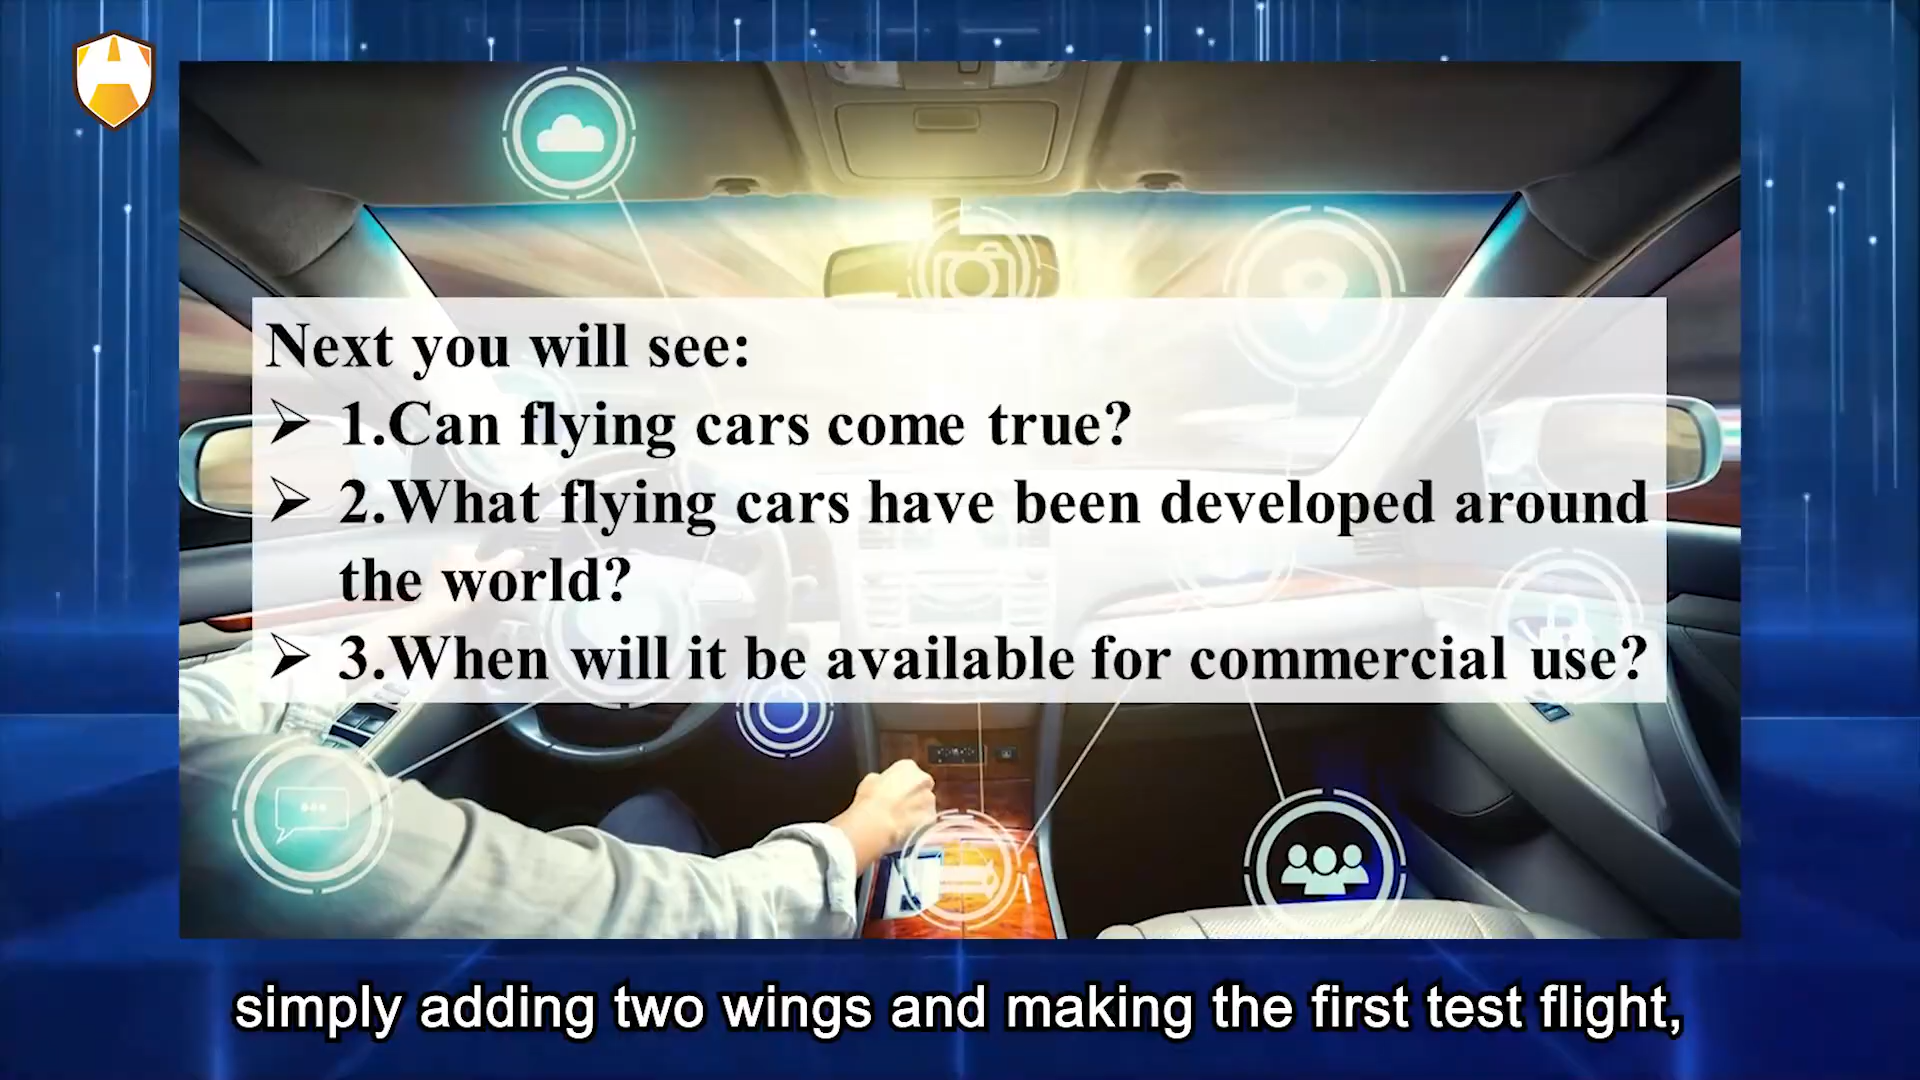 Next you will see:
➢ 1.Can flying cars come true?
➢ 2.What flying cars have been developed around
the world?
➢ 3.When will it be available for commercial use?
simply adding two wings and making the first test flight,